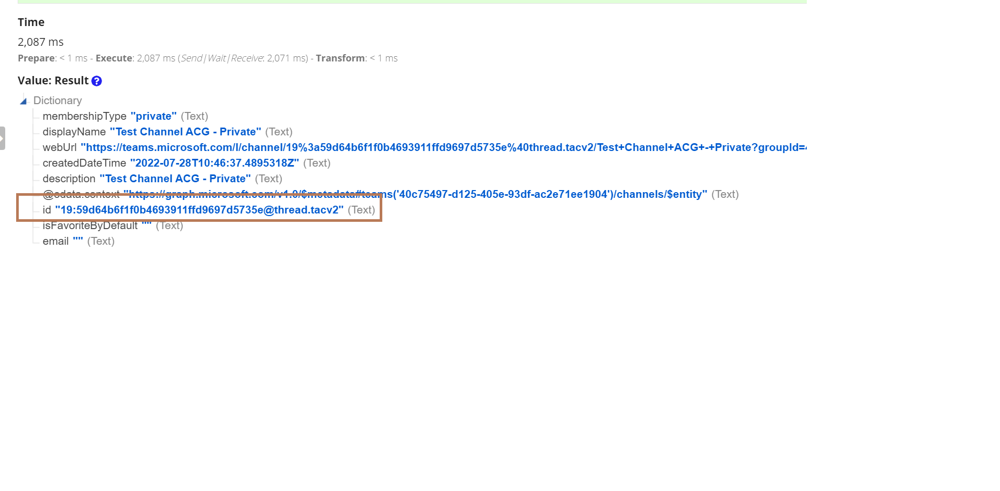 Time
2,087 ms
Prepare: < 1 ms - Execute: 2,087 ms (Send|Wait|Receive: 2,071 ms) - Transform: < 1 ms
Value: Result ?
Dictionary
membershipType "private" (Text)
displayName "Test Channel ACG - Private" (Text)
webUrl "https://teams.microsoft.com/l/channel/19%3a59d64b6f1f0b4693911ffd9697d5735e%40thread.tacv2/Test+Channel+ACG+-+Private?groupId=
createdDateTime "2022-07-28T10:46:37.4895318Z" (Text)
description "Test Channel ACG - Private" (Text)
@odata.context "https://graph.microsoft.com/v1.0/$metadata#teams('40c75497-d125-405e-93df-ac2e71ee1904')/channels/$entity" (Text)
id "19:59d64b6f1f0b4693911ffd9697d5735e@thread.tacv2" (Text)
isFavoriteByDefault "" (Text)
email "" (Text)